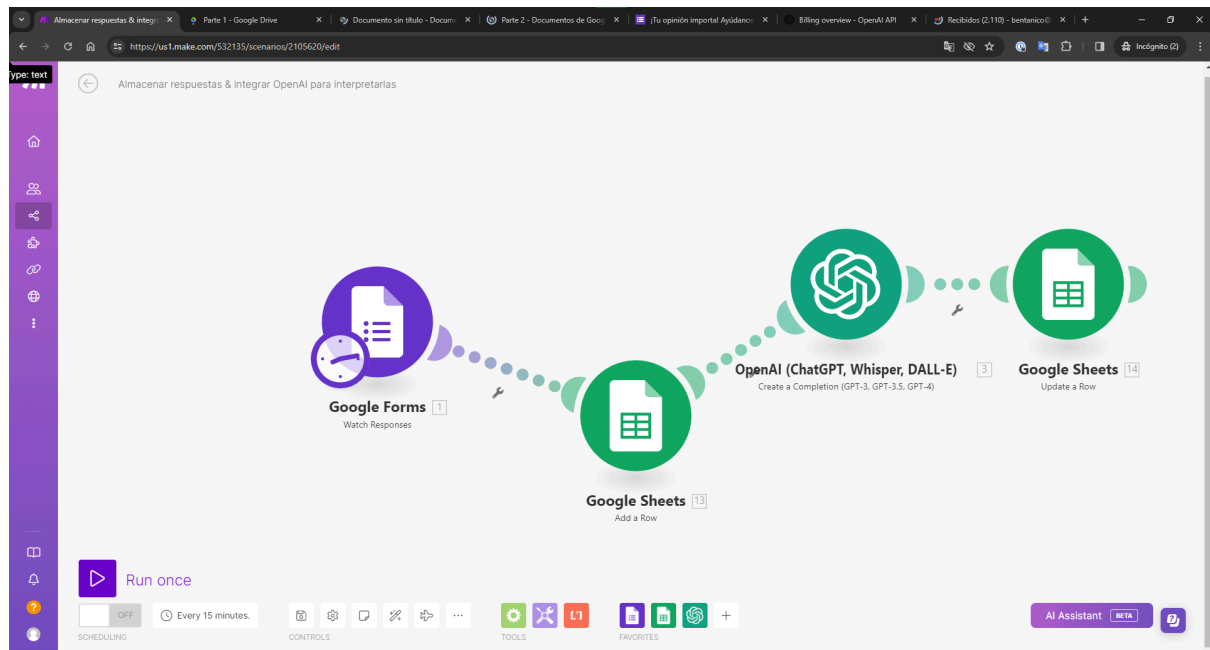 Almacenar respuestas & integr
Parte 1 - Google Drive
Documento sin título - Docume
Parte 2 - Documentos de Goog
¡Tu opinión importa! Ayúdanos
Billing overview - OpenAI API
Recibidos (2.110) - bentanico@
https://us1.make.com/532135/scenarios/2105620/edit
Incógnito (2)
Type: text
Almacenar respuestas & integrar OpenAI para interpretarlas
OpenAI (ChatGPT, Whisper, DALL-E) 3
Create a Completion (GPT-3, GPT-3.5, GPT-4)
Google Sheets 14
Update a Row
Google Forms 1
Watch Responses
Google Sheets 13
Add a Row
Run once
OFF
Every 15 minutes.
SCHEDULING
CONTROLS
TOOLS
FAVORITES
AI Assistant BETA